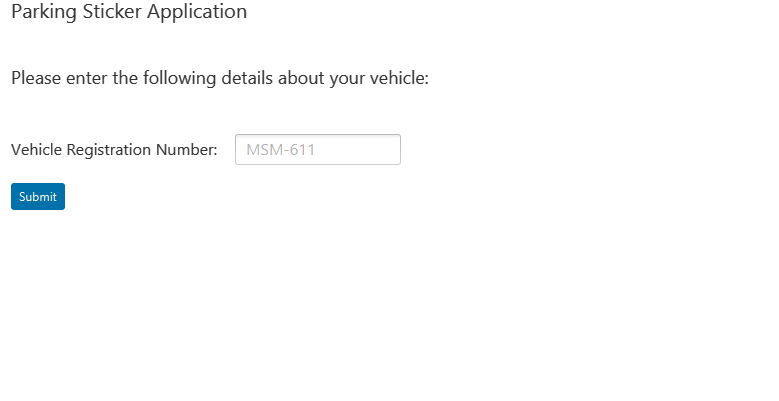 Parking Sticker Application
Please enter the following details about your vehicle:
Vehicle Registration Number: MSM-611
Submit